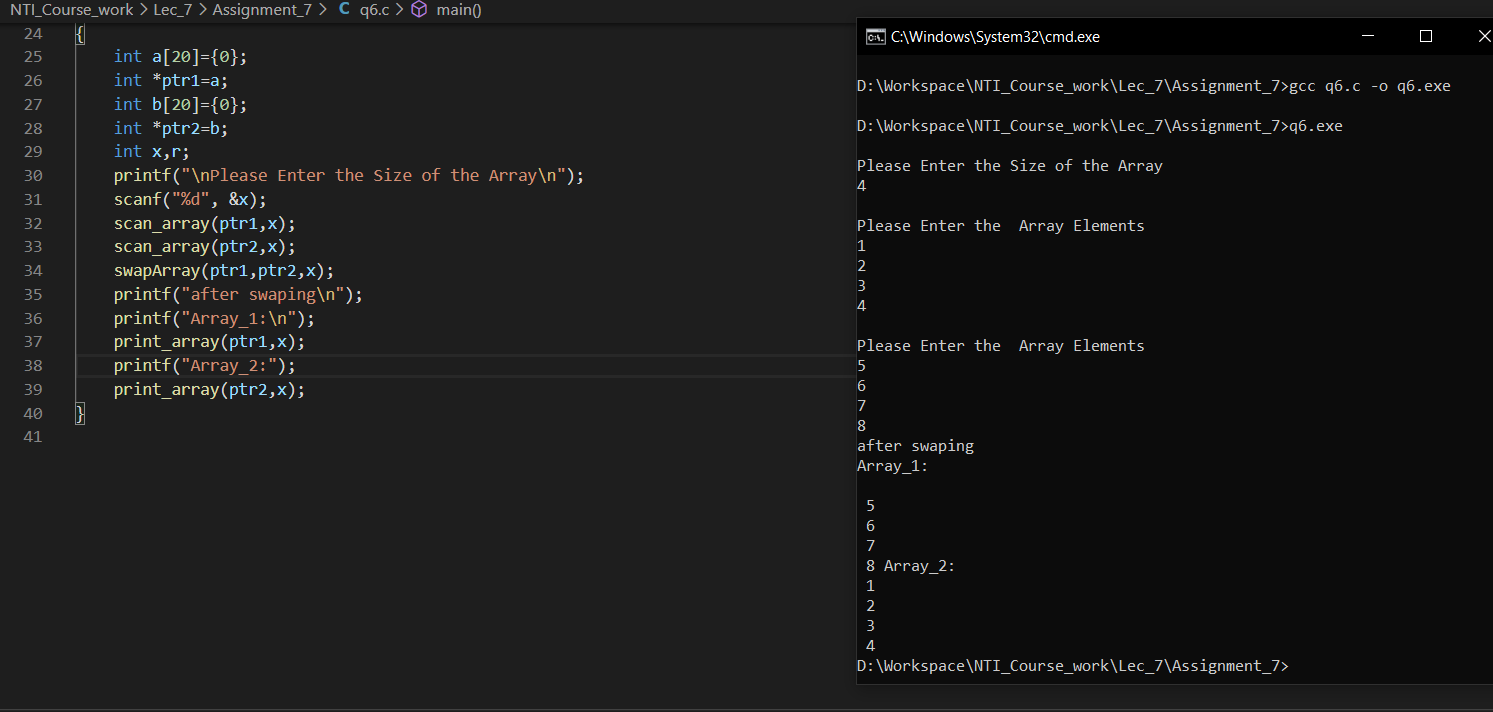 NTI_Course_work > Lec_7 > Assignment_7 > C q6.c > main()
24 {
25 int a[20]={0};
26 int *ptr1=a;
27 int b[20]={0};
28 int *ptr2=b;
29 int x,r;
30 printf("\nPlease Enter the Size of the Array\n");
31 scanf("%d", &x);
32 scan_array(ptr1,x);
33 scan_array(ptr2,x);
34 swapArray(ptr1,ptr2,x);
35 printf("after swaping\n");
36 printf("Array_1:\n");
37 print_array(ptr1,x);
38 printf("Array_2:");
39 print_array(ptr2,x);
40 }
41
C:\Windows\System32\cmd.exe
D:\Workspace\NTI_Course_work\Lec_7\Assignment_7>gcc q6.c -o q6.exe
D:\Workspace\NTI_Course_work\Lec_7\Assignment_7>q6.exe
Please Enter the Size of the Array
4
Please Enter the  Array Elements
1
2
3
4
Please Enter the  Array Elements
5
6
7
8
after swaping
Array_1:
5
6
7
8 Array_2:
1
2
3
4
D:\Workspace\NTI_Course_work\Lec_7\Assignment_7>